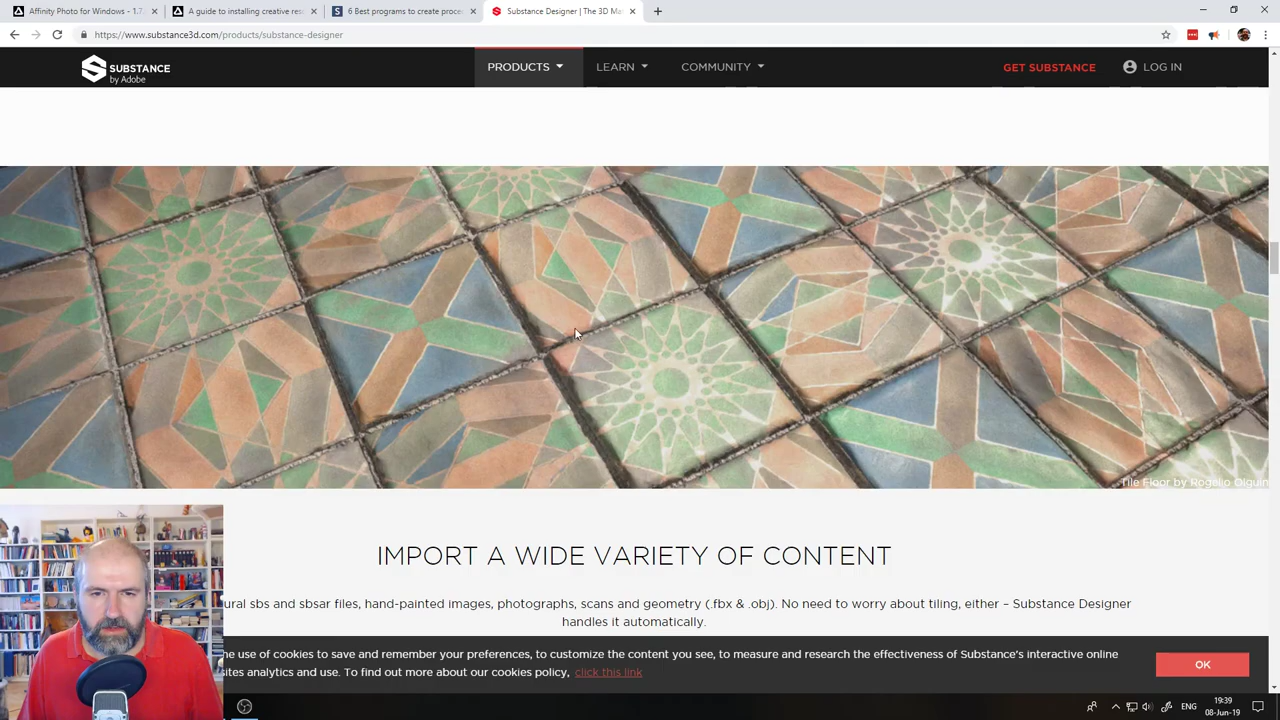 Affinity Photo for Windows - 1.7.
A guide to installing creative res
6 Best programs to create proce
Substance Designer | The 3D Ma
https://www.substance3d.com/products/substance-designer
SUBSTANCE
by Adobe
PRODUCTS
LEARN
COMMUNITY
GET SUBSTANCE
LOG IN
Tile Floor by Rogelio Olguin
IMPORT A WIDE VARIETY OF CONTENT
ural sbs and sbsar files, hand-painted images, photographs, scans and geometry (.fbx & .obj). No need to worry about tiling, either – Substance Designer
handles it automatically.
he use of cookies to save and remember your preferences, to customize the content you see, to measure and research the effectiveness of Substance's interactive online
sites analytics and use. To find out more about our cookies policy, click this link
OK
ENG
19:39
08-Jun-19